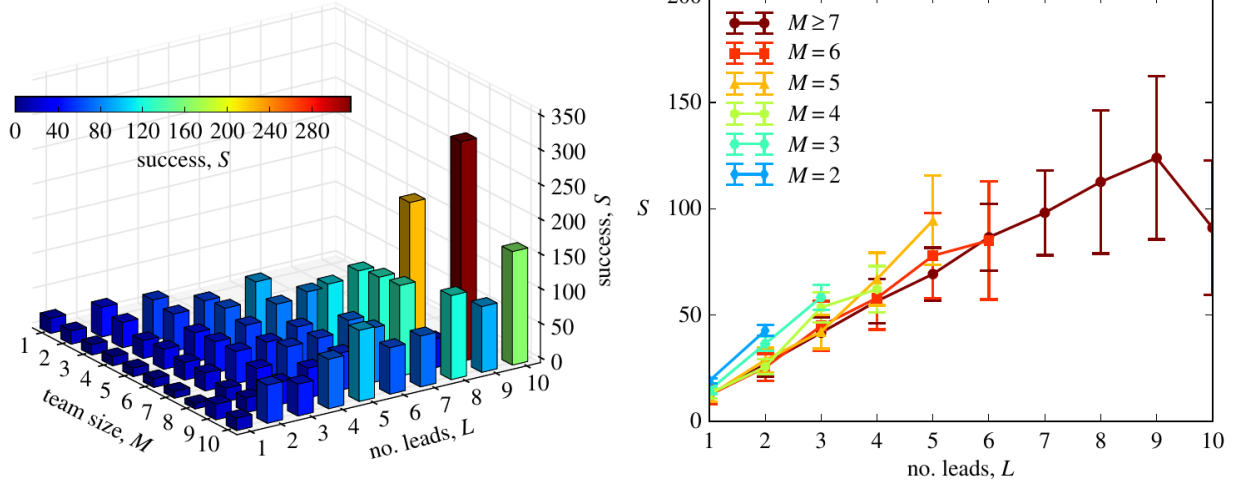 0 40 80 120 160 200 240 280
success, S
350
300
250
200
150
100
50
0
success, S
1 2 3 4 5 6 7 8 9 10
team size, M
1 2 3 4 5 6 7 8 9 10
no. leads, L
200
150
100
50
0
S
M ≥ 7
M = 6
M = 5
M = 4
M = 3
M = 2
1 2 3 4 5 6 7 8 9 10
no. leads, L